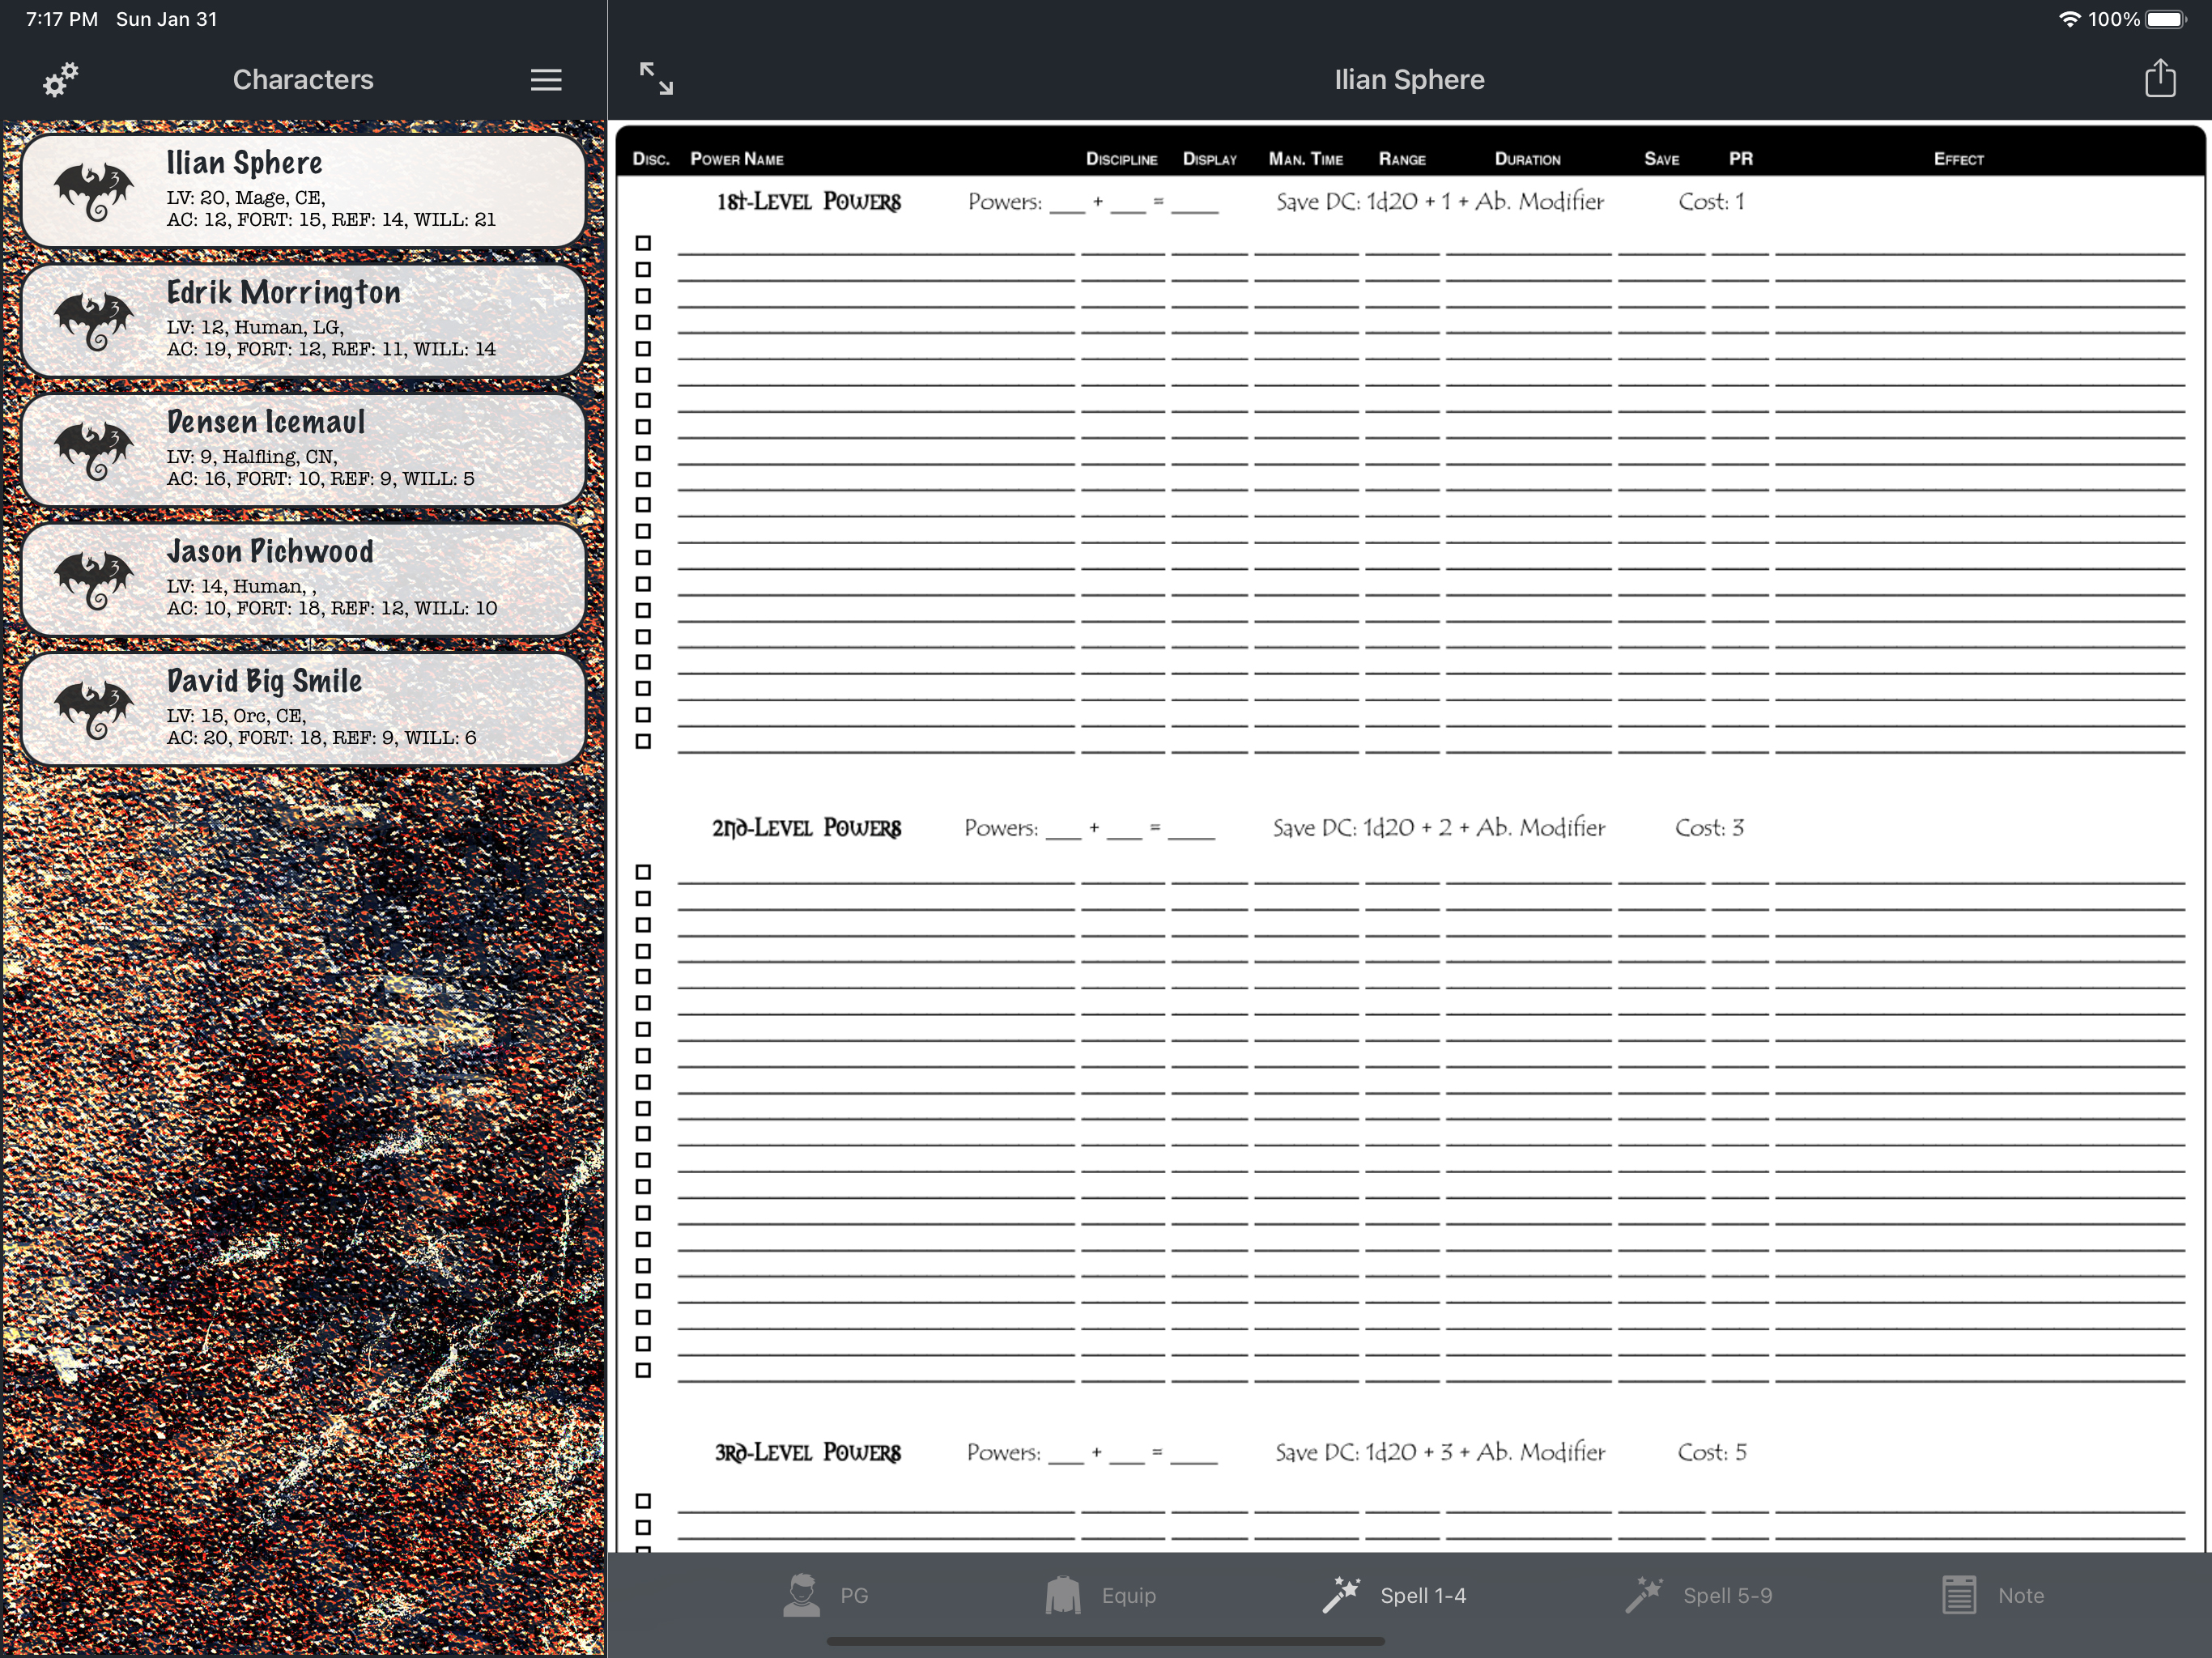 7:17 PM Sun Jan 31
100%
Characters
Ilian Sphere
LV: 20, Mage, CE,
AC: 12, FORT: 15, REF: 14, WILL: 21
Edrik Morrington
LV: 12, Human, LG,
AC: 19, FORT: 12, REF: 11, WILL: 14
Densen Icemaul
LV: 9, Halfling, CN,
AC: 16, FORT: 10, REF: 9, WILL: 5
Jason Pichwood
LV: 14, Human, ,
AC: 10, FORT: 18, REF: 12, WILL: 10
David Big Smile
LV: 15, Orc, CE,
AC: 20, FORT: 18, REF: 9, WILL: 6
Ilian Sphere
DISC. POWER NAME DISCIPLINE DISPLAY MAN. TIME RANGE DURATION SAVE PR EFFECT
1st-LEVEL POWERS Powers: ___ + ___ = ____ Save DC: 1d20 + 1 + Ab. Modifier Cost: 1
2nd-LEVEL POWERS Powers: ___ + ___ = ____ Save DC: 1d20 + 2 + Ab. Modifier Cost: 3
3Rd-LEVEL POWERS Powers: ___ + ___ = ____ Save DC: 1d20 + 3 + Ab. Modifier Cost: 5
PG Equip Spell 1-4 Spell 5-9 Note